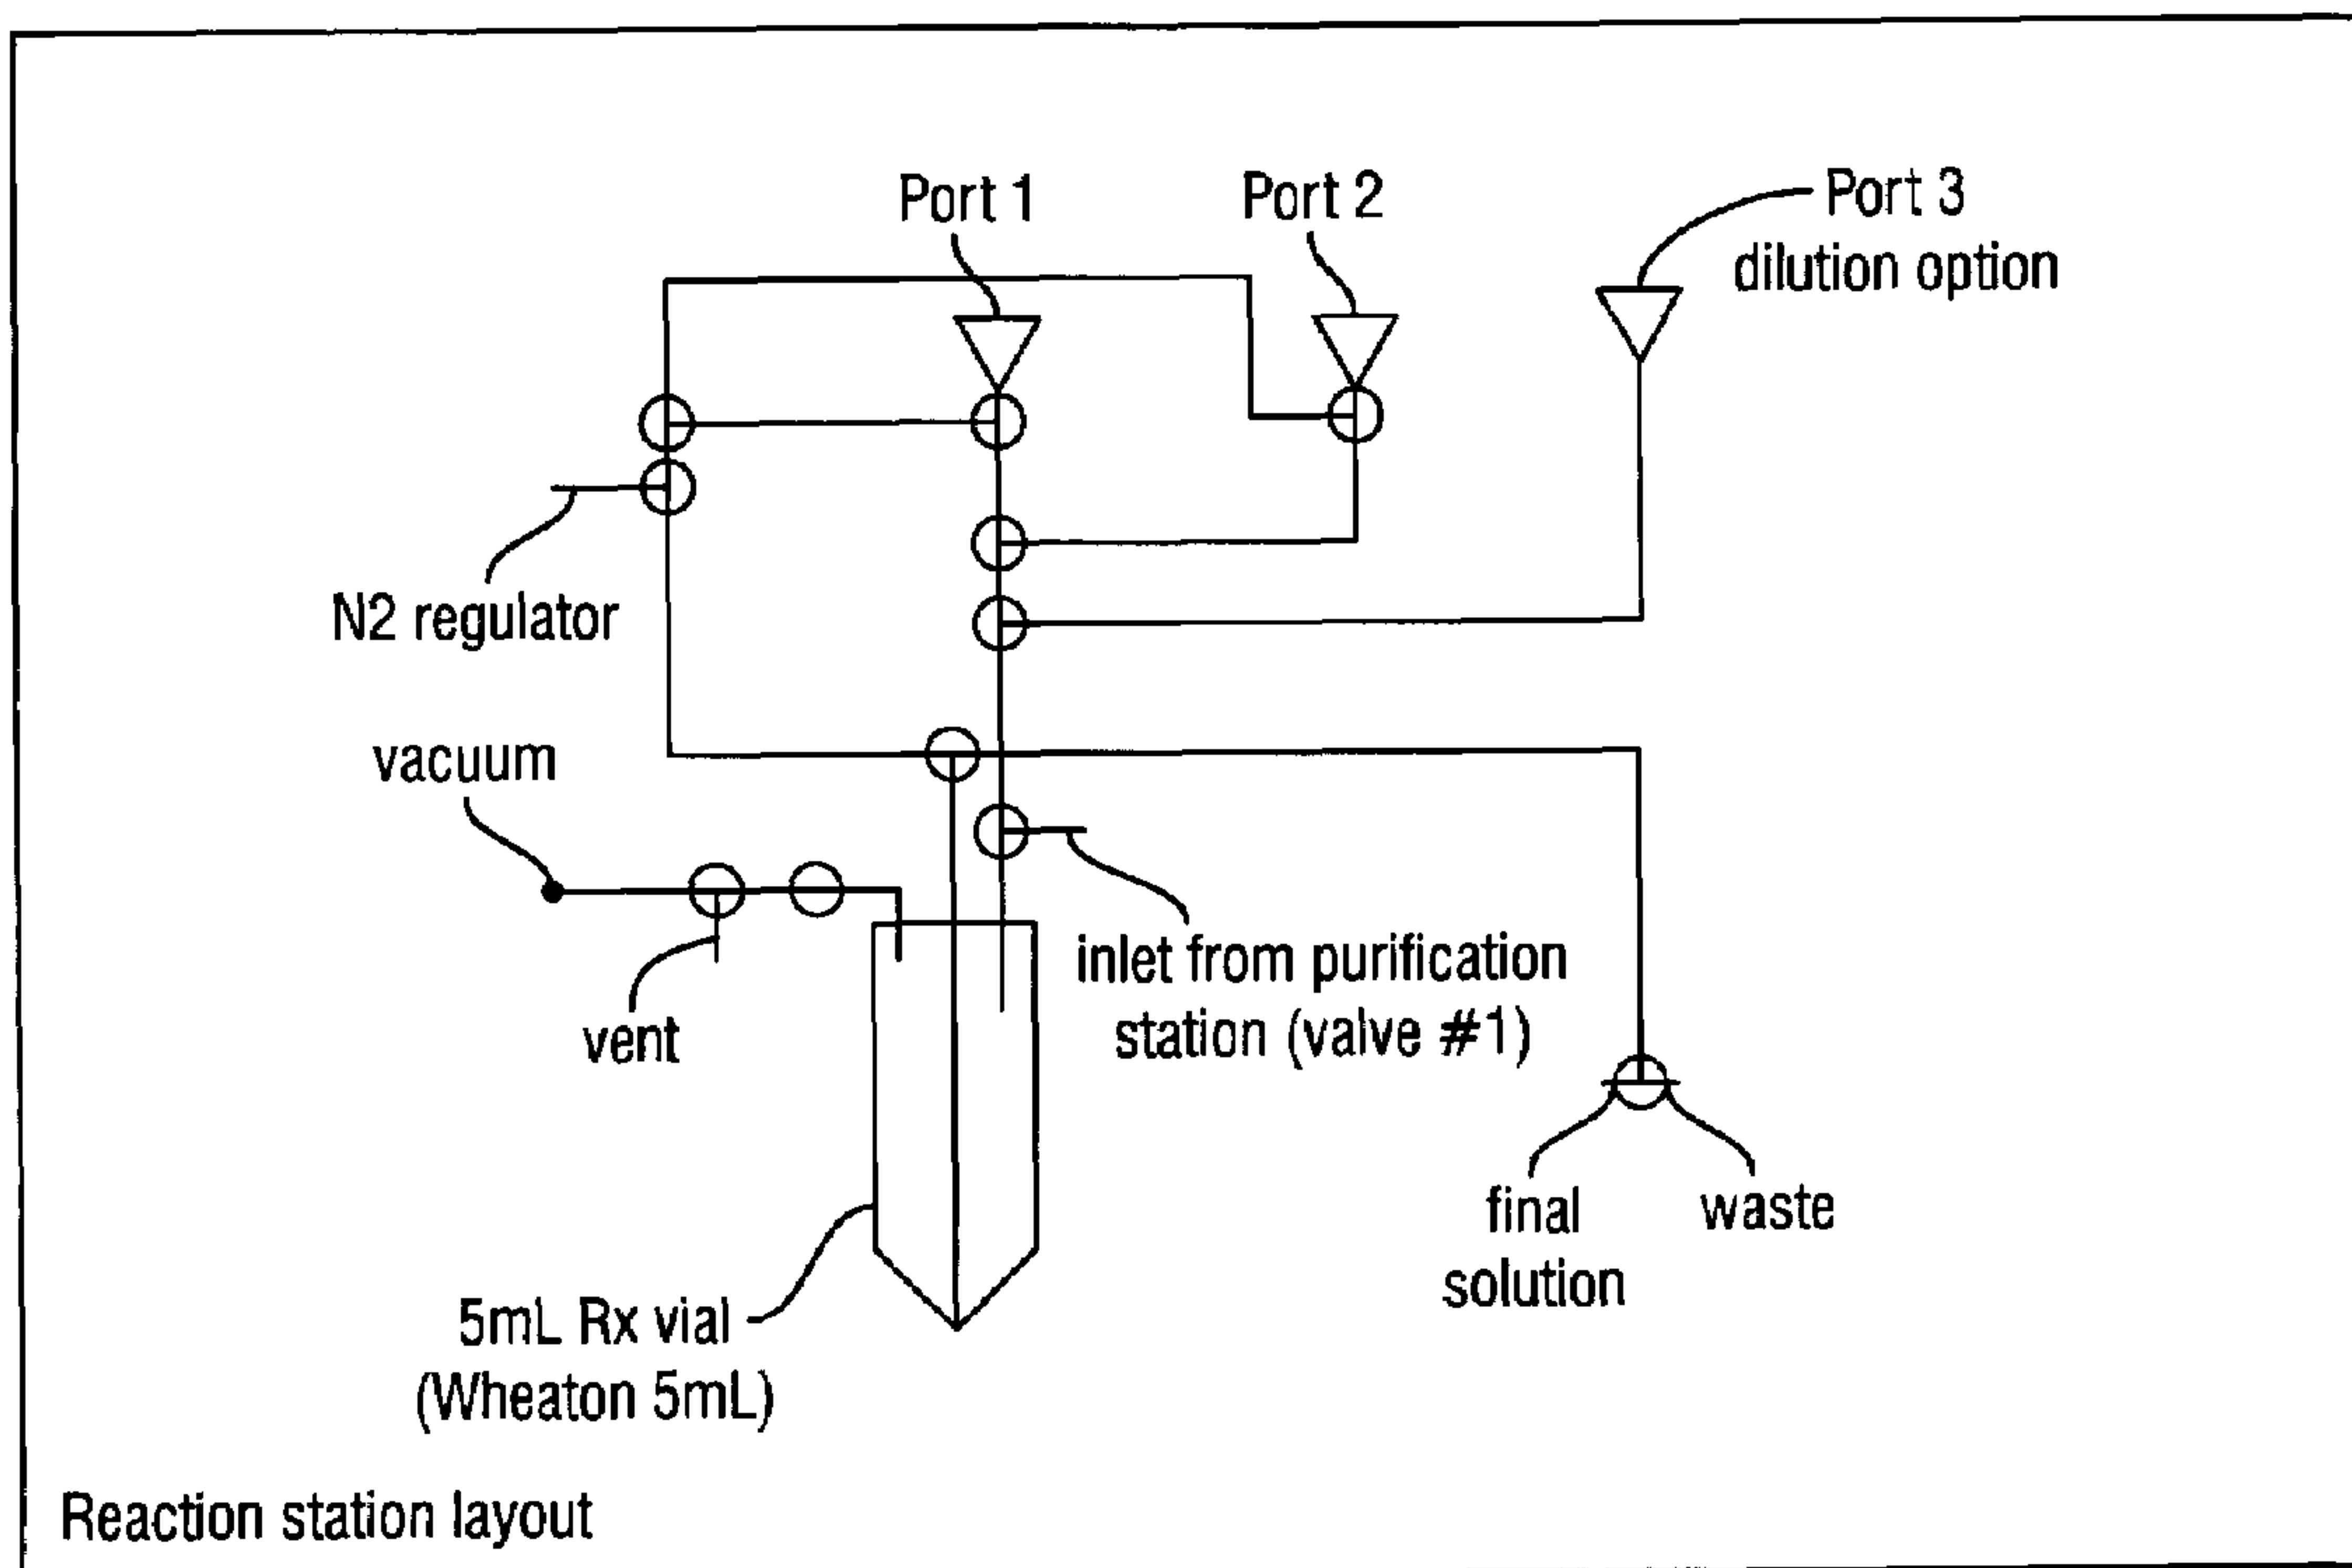 Port 1
Port 2
Port 3
dilution option
N2 regulator
vacuum
inlet from purification
station (valve #1)
vent
final
solution
waste
5mL Rx vial
(Wheaton 5mL)
Reaction station layout